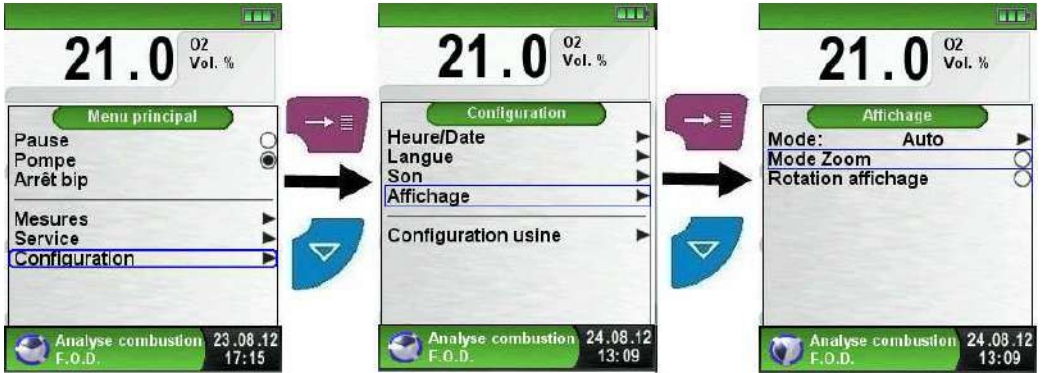 21.0 O2
Vol. %
Menu principal
Pause
Pompe
Arrêt bip
Mesures
Service
Configuration
Analyse combustion 23.08.12
F.O.D. 17:15
21.0 O2
Vol. %
Configuration
Heure/Date
Langue
Son
Affichage
Configuration usine
Analyse combustion 24.08.12
F.O.D. 13:09
21.0 O2
Vol. %
Affichage
Mode: Auto
Mode Zoom
Rotation affichage
Analyse combustion 24.08.12
F.O.D. 13:09